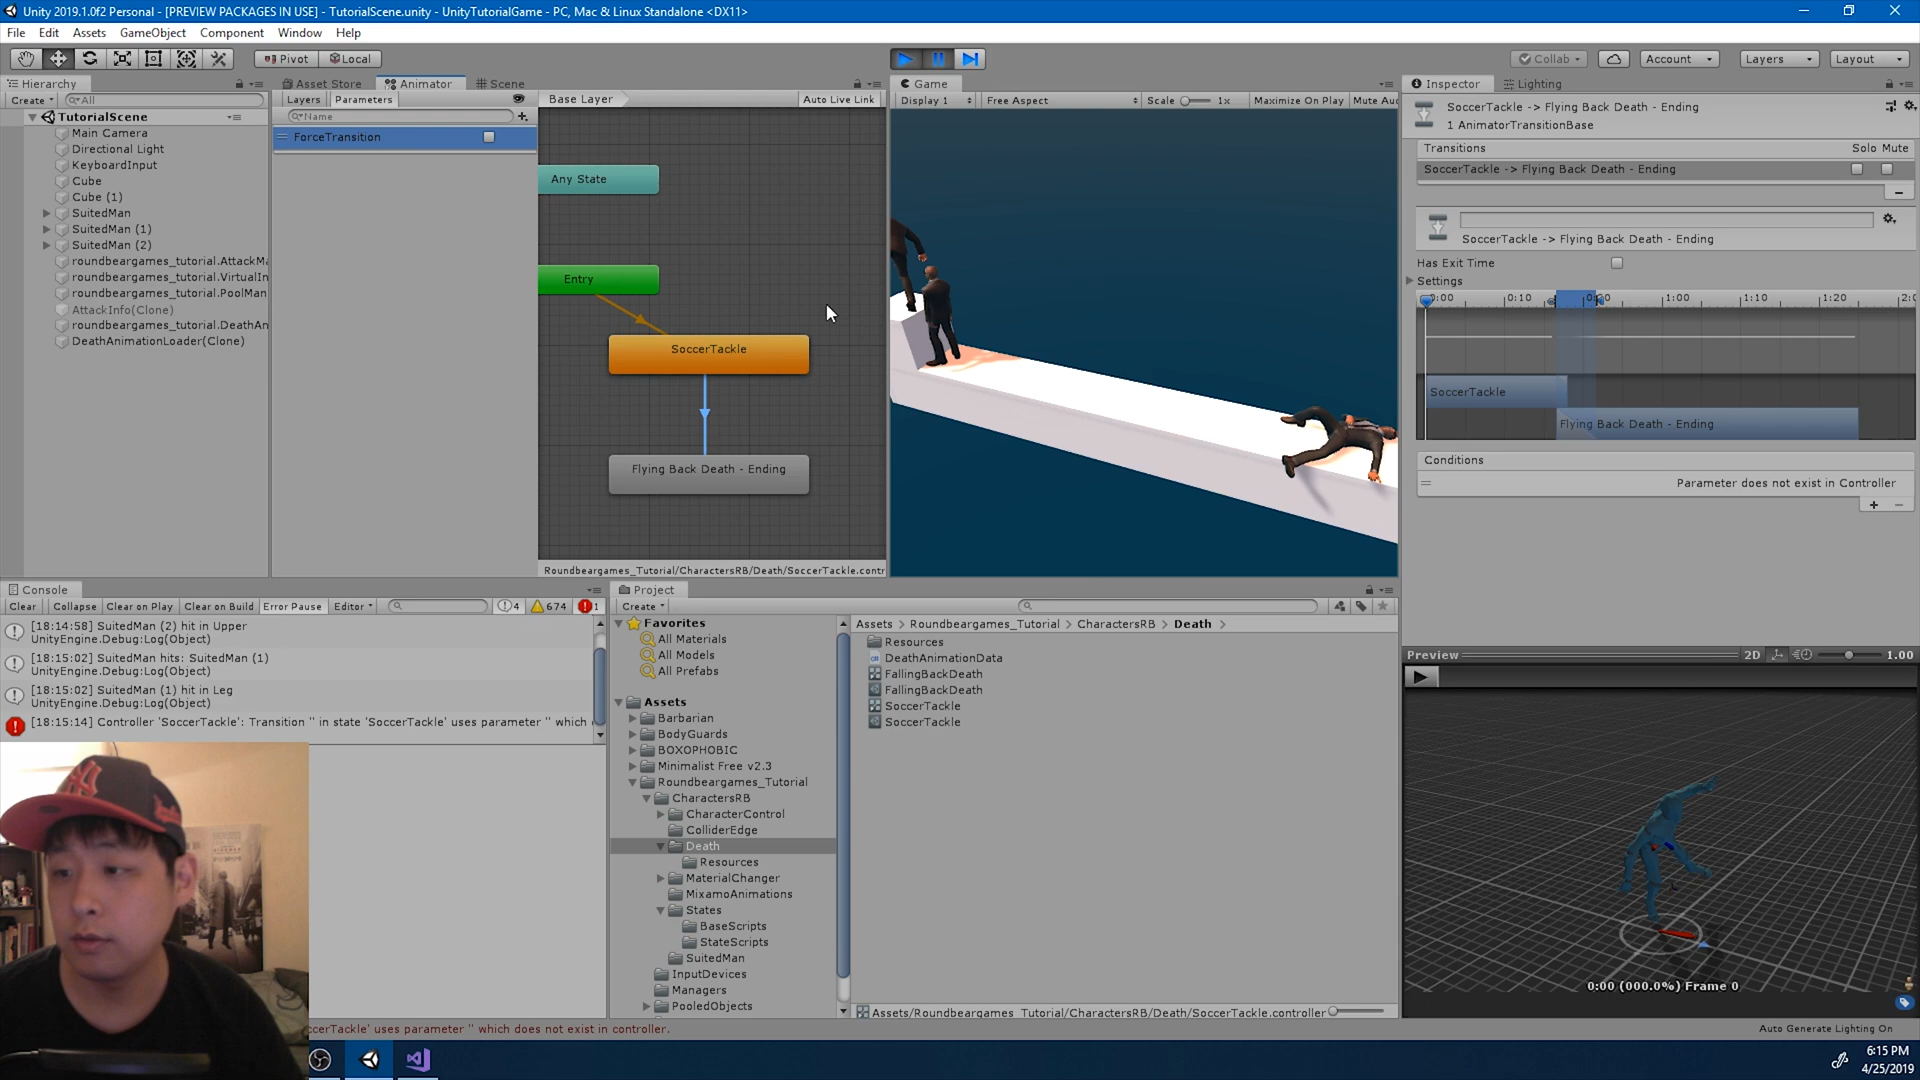 Unity 2019.1.0f2 Personal - [PREVIEW PACKAGES IN USE] - TutorialScene.unity - UnityTutorialGame - PC, Mac & Linux Standalone <DX11>
File Edit Assets GameObject Component Window Help
Pivot Local Collab Account Layers Layout
Hierarchy Asset Store Animator Scene Game Inspector Lighting
Create All Layers Parameters Base Layer Auto Live Link Display 1 Free Aspect Scale 1x Maximize On Play Mute Au
SoccerTackle -> Flying Back Death - Ending
1 AnimatorTransitionBase
TutorialScene
Main Camera
Directional Light
KeyboardInput
Cube
Cube (1)
SuitedMan
SuitedMan (1)
SuitedMan (2)
roundbeargames_tutorial.AttackMa
roundbeargames_tutorial.VirtualIn
roundbeargames_tutorial.PoolMan
AttackInfo(Clone)
roundbeargames_tutorial.DeathAn
DeathAnimationLoader(Clone)
Name
ForceTransition
Any State
Entry
SoccerTackle
Flying Back Death - Ending
Roundbeargames_Tutorial/CharactersRB/Death/SoccerTackle.contr
Transitions Solo Mute
SoccerTackle -> Flying Back Death - Ending
SoccerTackle -> Flying Back Death - Ending
Has Exit Time
Settings
0:00 0:10 0:20 1:00 1:10 1:20 2:0
SoccerTackle
Flying Back Death - Ending
Conditions
Parameter does not exist in Controller
Console
Clear Collapse Clear on Play Clear on Build Error Pause Editor 4 674 1
[18:14:58] SuitedMan (2) hit in Upper
UnityEngine.Debug:Log(Object)
[18:15:02] SuitedMan hits: SuitedMan (1)
UnityEngine.Debug:Log(Object)
[18:15:02] SuitedMan (1) hit in Leg
UnityEngine.Debug:Log(Object)
[18:15:14] Controller 'SoccerTackle': Transition '' in state 'SoccerTackle' uses parameter '' which
Project
Create
Favorites
All Materials
All Models
All Prefabs
Assets
Barbarian
BodyGuards
BOXOPHOBIC
Minimalist Free v2.3
Roundbeargames_Tutorial
CharactersRB
CharacterControl
ColliderEdge
Death
Resources
MaterialChanger
MixamoAnimations
States
BaseScripts
StateScripts
SuitedMan
InputDevices
Managers
PooledObjects
Assets > Roundbeargames_Tutorial > CharactersRB > Death >
Resources
DeathAnimationData
FallingBackDeath
FallingBackDeath
SoccerTackle
SoccerTackle
Assets/Roundbeargames_Tutorial/CharactersRB/Death/SoccerTackle.controller
Preview 2D 1.00
0:00 (000.0%) Frame 0
ccerTackle' uses parameter '' which does not exist in controller.
Auto Generate Lighting On
6:15 PM
4/25/2019